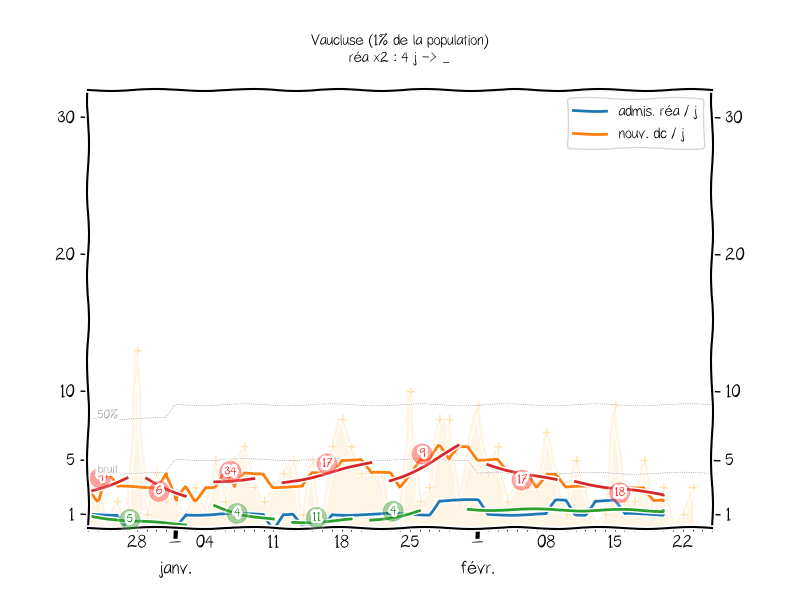 Vaucluse (1% de la population)
réa x2 : 4 j -> _
admis. réa / j
nouv. dc / j
30 30
20 20
10 10
50%
5 5
bruit
9
17
34
17
6
18
4
4
5
11
1 1
28 04 11 18 25 08 15 22
janv. févr.